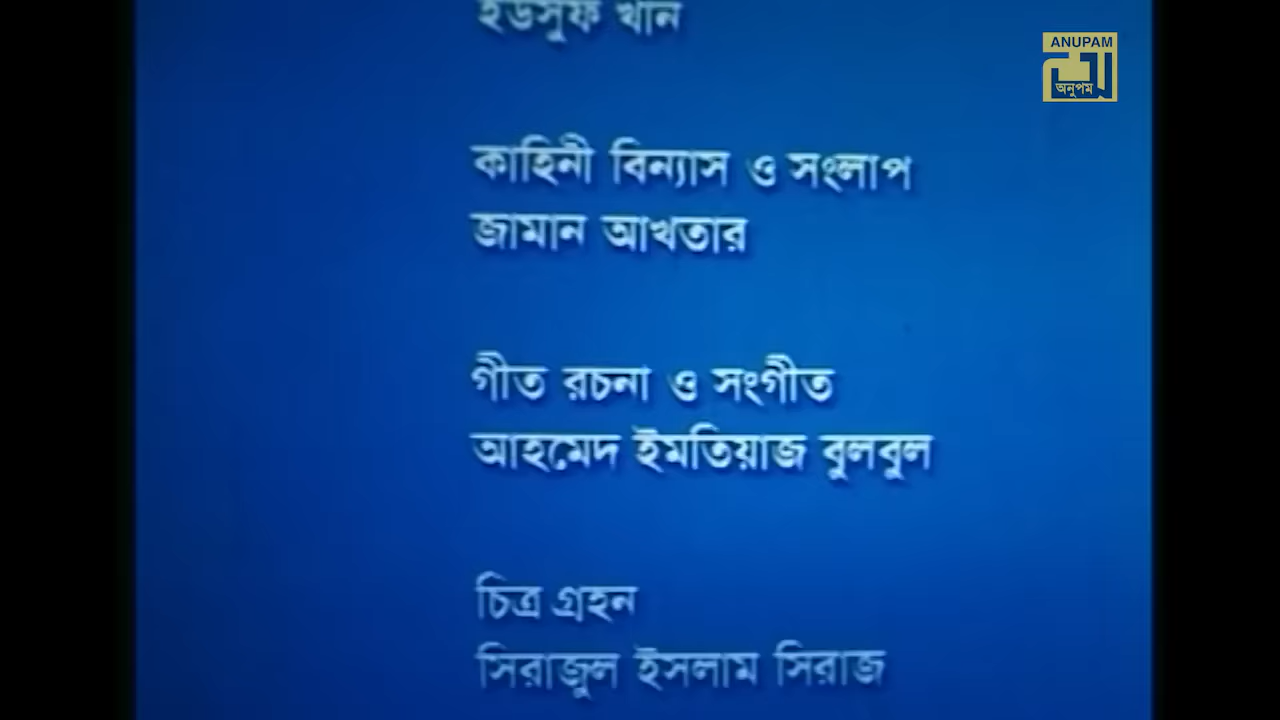 ইউসুফ খান
ANUPAM
অনুপম
কাহিনী বিন্যাস ও সংলাপ
জামান আখতার
গীত রচনা ও সংগীত
আহমেদ ইমতিয়াজ বুলবুল
চিত্র গ্রহন
সিরাজুল ইসলাম সিরাজ